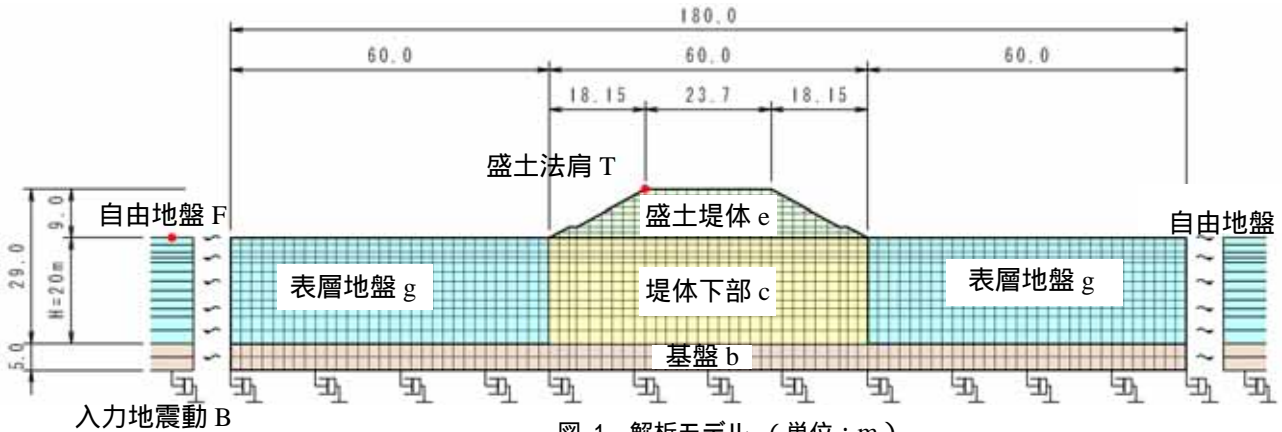 180.0
60.0 60.0 60.0
18.15 23.7 18.15
盛土法肩 T
自由地盤 F
9.0
盛土堤体 e
自由地盤
29.0
H=20m
表層地盤 g
堤体下部 c
表層地盤 g
5.0
基盤 b
入力地震動 B
図 1 解析モデル (単位:m)